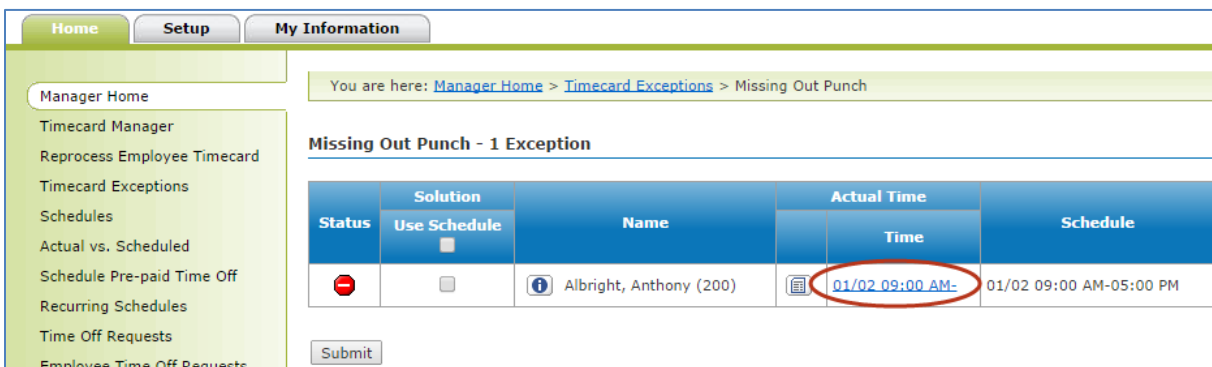 Home Setup My Information
You are here: Manager Home > Timecard Exceptions > Missing Out Punch
Manager Home
Timecard Manager
Reprocess Employee Timecard
Timecard Exceptions
Schedules
Actual vs. Scheduled
Schedule Pre-paid Time Off
Recurring Schedules
Time Off Requests
Employee Time Off Requests
Missing Out Punch - 1 Exception
Solution Actual Time
Status Use Schedule Name Time Schedule
Albright, Anthony (200) 01/02 09:00 AM- 01/02 09:00 AM-05:00 PM
Submit